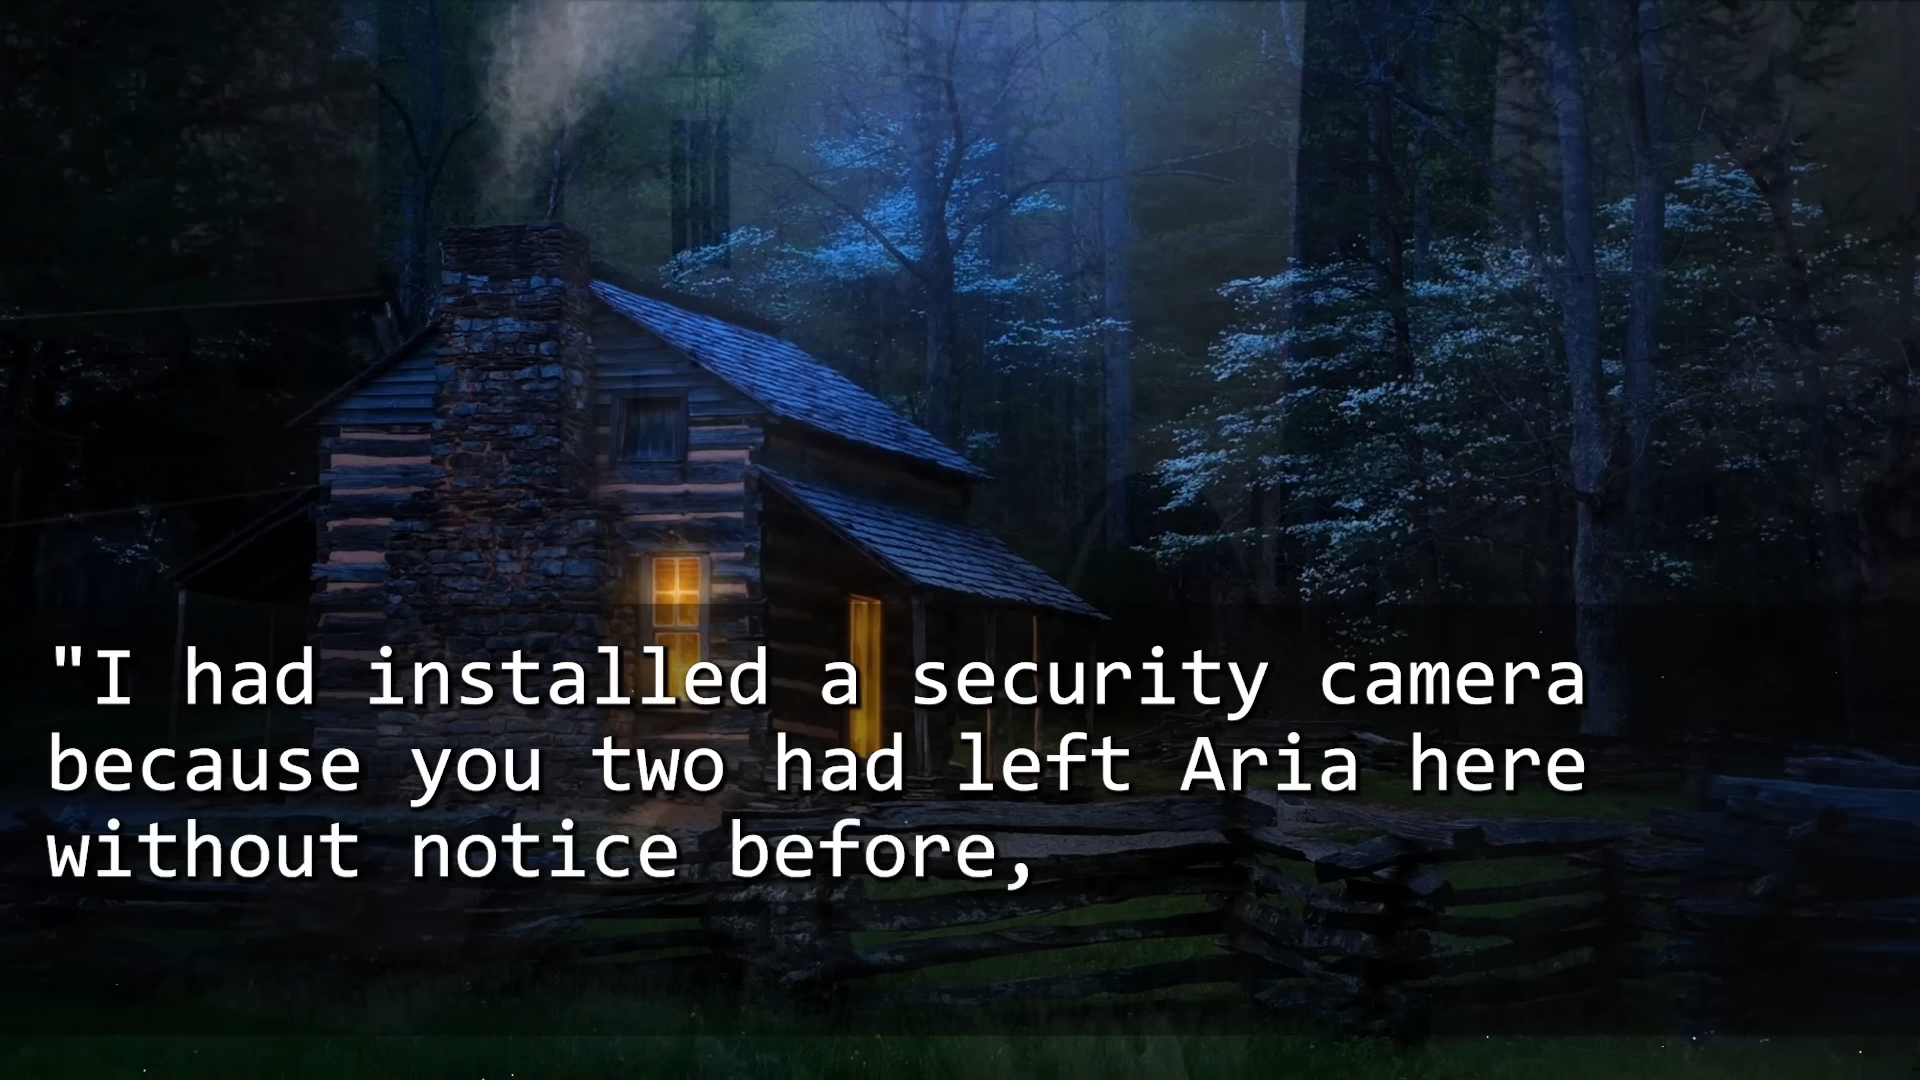 "I had installed a security camera
because you two had left Aria here
without notice before,